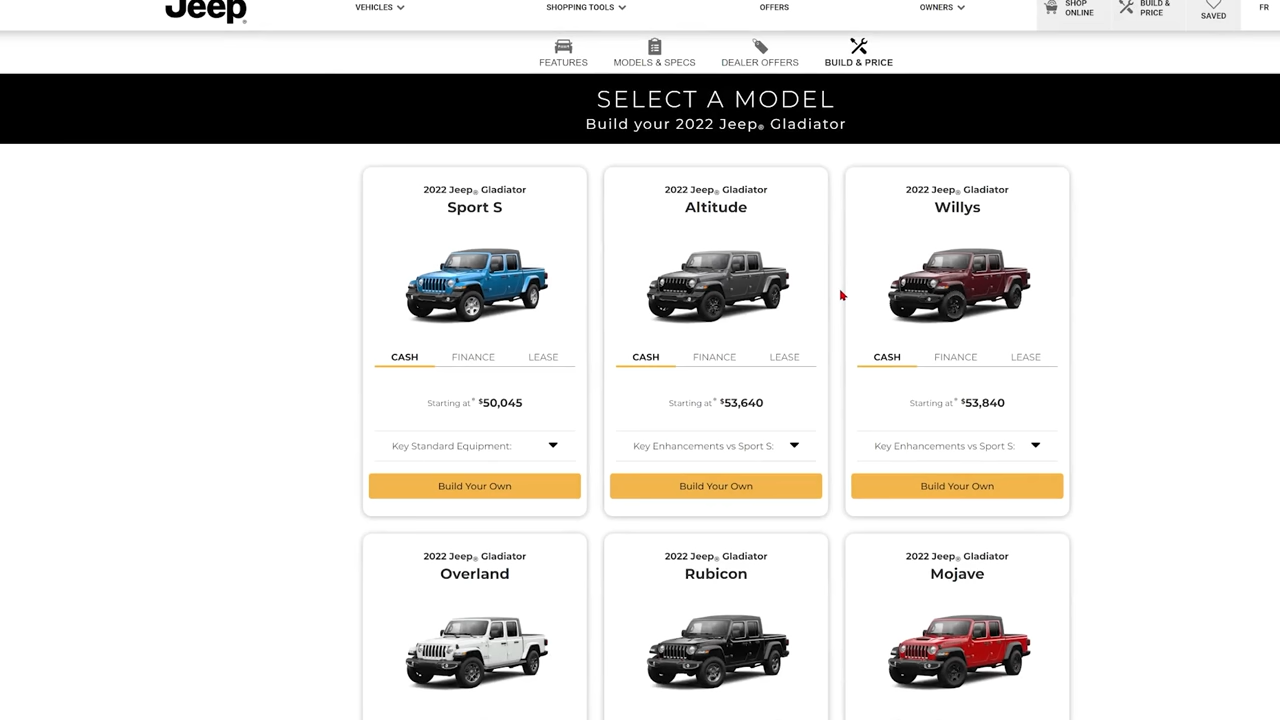 Jeep®
VEHICLES
SHOPPING TOOLS
OFFERS
OWNERS
SHOP
ONLINE
BUILD &
PRICE
SAVED
FR
FEATURES
MODELS & SPECS
DEALER OFFERS
BUILD & PRICE
SELECT A MODEL
Build your 2022 Jeep® Gladiator
2022 Jeep® Gladiator
Sport S
CASH FINANCE LEASE
Starting at* $50,045
Key Standard Equipment:
Build Your Own
2022 Jeep® Gladiator
Altitude
CASH FINANCE LEASE
Starting at* $53,640
Key Enhancements vs Sport S:
Build Your Own
2022 Jeep® Gladiator
Willys
CASH FINANCE LEASE
Starting at* $53,840
Key Enhancements vs Sport S:
Build Your Own
2022 Jeep® Gladiator
Overland
2022 Jeep® Gladiator
Rubicon
2022 Jeep® Gladiator
Mojave